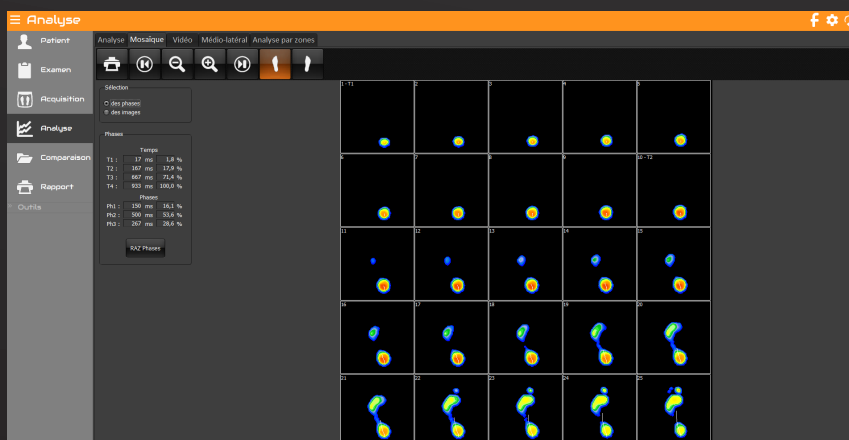 Analyse
Patient
Examen
Acquisition
Analyse
Comparaison
Rapport
Outils
Analyse Mosaïque Vidéo Médio-latéral Analyse par zones
Sélection
des phases
des images
Phases
Temps
T1 : 17 ms 1,8 %
T2 : 167 ms 17,9 %
T3 : 667 ms 71,4 %
T4 : 933 ms 100,0 %
Phases
Ph1 : 150 ms 16,1 %
Ph2 : 500 ms 53,6 %
Ph3 : 267 ms 28,6 %
RAZ Phases
1 - T1 2 3 4 5
6 7 8 9 10 - T2
11 12 13 14 15
16 17 18 19 20
21 22 23 24 25